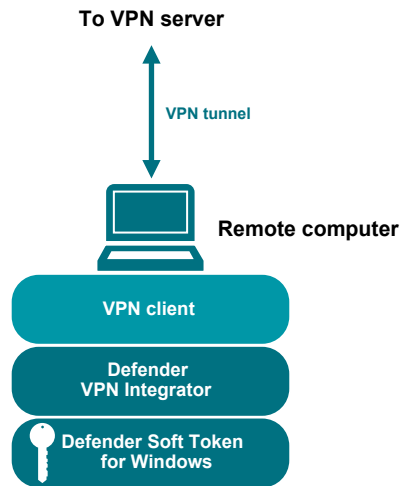 To VPN server
VPN tunnel
Remote computer
VPN client
Defender
VPN Integrator
Defender Soft Token
for Windows